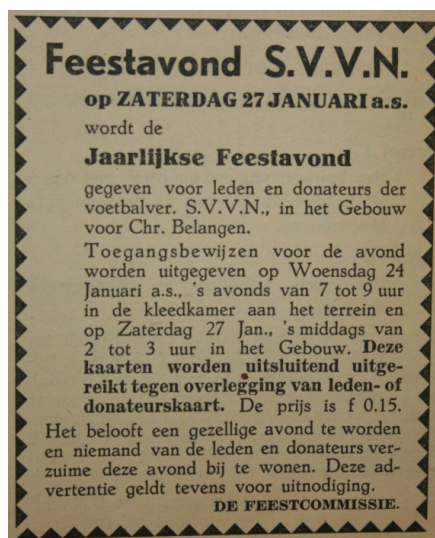 Feestavond S.V.V.N.
op ZATERDAG 27 JANUARI a.s.
wordt de
Jaarlijkse Feestavond
gegeven voor leden en donateurs der
voetbalver. S.V.V.N., in het Gebouw
voor Chr. Belangen.
Toegangsbewijzen voor de avond
worden uitgegeven op Woensdag 24
Januari a.s., 's avonds van 7 tot 9 uur
in de kleedkamer aan het terrein en
op Zaterdag 27 Jan., 's middags van
2 tot 3 uur in het Gebouw. Deze
kaarten worden uitsluitend uitge-
reikt tegen overlegging van leden- of
donateurskaart. De prijs is f 0.15.
Het belooft een gezellige avond te worden
en niemand van de leden en donateurs ver-
zuime deze avond bij te wonen. Deze ad-
vertentie geldt tevens voor uitnodiging.
DE FEESTCOMMISSIE.